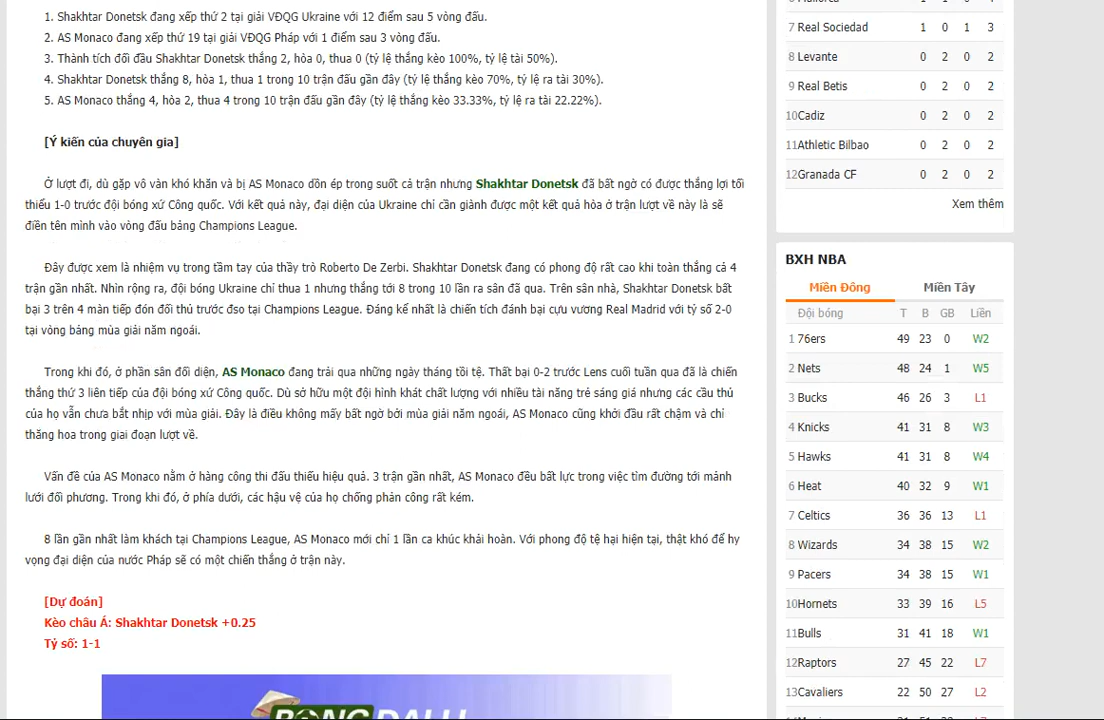 1. Shakhtar Donetsk đang xếp thứ 2 tại giải VĐQG Ukraine với 12 điểm sau 5 vòng đấu.
2. AS Monaco đang xếp thứ 19 tại giải VĐQG Pháp với 1 điểm sau 3 vòng đấu.
3. Thành tích đối đầu Shakhtar Donetsk thắng 2, hòa 0, thua 0 (tỷ lệ thắng kèo 100%, tỷ lệ tài 50%).
4. Shakhtar Donetsk thắng 8, hòa 1, thua 1 trong 10 trận đấu gần đây (tỷ lệ thắng kèo 70%, tỷ lệ ra tài 30%).
5. AS Monaco thắng 4, hòa 2, thua 4 trong 10 trận đấu gần đây (tỷ lệ thắng kèo 33.33%, tỷ lệ ra tài 22.22%).
[Ý kiến của chuyên gia]
Ở lượt đi, dù gặp vô vàn khó khăn và bị AS Monaco dồn ép trong suốt cả trận nhưng Shakhtar Donetsk đã bất ngờ có được thắng lợi tối
thiểu 1-0 trước đội bóng xứ Công quốc. Với kết quả này, đại diện của Ukraine chỉ cần giành được một kết quả hòa ở trận lượt về này là sẽ
điền tên mình vào vòng đấu bảng Champions League.
Đây được xem là nhiệm vụ trong tầm tay của thầy trò Roberto De Zerbi. Shakhtar Donetsk đang có phong độ rất cao khi toàn thắng cả 4
trận gần nhất. Nhìn rộng ra, đội bóng Ukraine chỉ thua 1 nhưng thắng tới 8 trong 10 lần ra sân đã qua. Trên sân nhà, Shakhtar Donetsk bất
bại 3 trên 4 màn tiếp đón đối thủ trước đso tại Champions League. Đáng kể nhất là chiến tích đánh bại cựu vương Real Madrid với tỷ số 2-0
tại vòng bảng mùa giải năm ngoái.
Trong khi đó, ở phần sân đối diện, AS Monaco đang trải qua những ngày tháng tồi tệ. Thất bại 0-2 trước Lens cuối tuần qua đã là chiến
thắng thứ 3 liên tiếp của đội bóng xứ Công quốc. Dù sở hữu một đội hình khát chất lượng với nhiều tài năng trẻ sáng giá nhưng các cầu thủ
của họ vẫn chưa bắt nhịp với mùa giải. Đây là điều không mấy bất ngờ bởi mùa giải năm ngoái, AS Monaco cũng khởi đầu rất chậm và chỉ
thăng hoa trong giai đoạn lượt về.
Vấn đề của AS Monaco nằm ở hàng công thi đấu thiếu hiệu quả. 3 trận gần nhất, AS Monaco đều bất lực trong việc tìm đường tới mảnh
lưới đối phương. Trong khi đó, ở phía dưới, các hậu vệ của họ chống phản công rất kém.
8 lần gần nhất làm khách tại Champions League, AS Monaco mới chỉ 1 lần ca khúc khải hoàn. Với phong độ tệ hại hiện tại, thật khó để hy
vọng đại diện của nước Pháp sẽ có một chiến thắng ở trận này.
[Dự đoán]
Kèo châu Á: Shakhtar Donetsk +0.25
Tỷ số: 1-1
7 Real Sociedad 1 0 1 3
8 Levante 0 2 0 2
9 Real Betis 0 2 0 2
10Cadiz 0 2 0 2
11Athletic Bilbao 0 2 0 2
12Granada CF 0 2 0 2
Xem thêm
BXH NBA
Miền Đông Miền Tây
Đội bóng T B GB Liền
1 76ers 49 23 0 W2
2 Nets 48 24 1 W5
3 Bucks 46 26 3 L1
4 Knicks 41 31 8 W3
5 Hawks 41 31 8 W4
6 Heat 40 32 9 W1
7 Celtics 36 36 13 L1
8 Wizards 34 38 15 W2
9 Pacers 34 38 15 W1
10Hornets 33 39 16 L5
11Bulls 31 41 18 W1
12Raptors 27 45 22 L7
13Cavaliers 22 50 27 L2